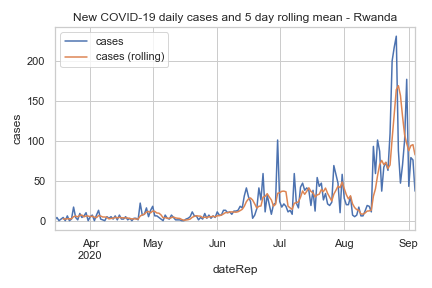 New COVID-19 daily cases and 5 day rolling mean - Rwanda
cases
cases (rolling)
200
150
100
50
0
cases
Apr
2020
May
Jun
Jul
Aug
Sep
dateRep